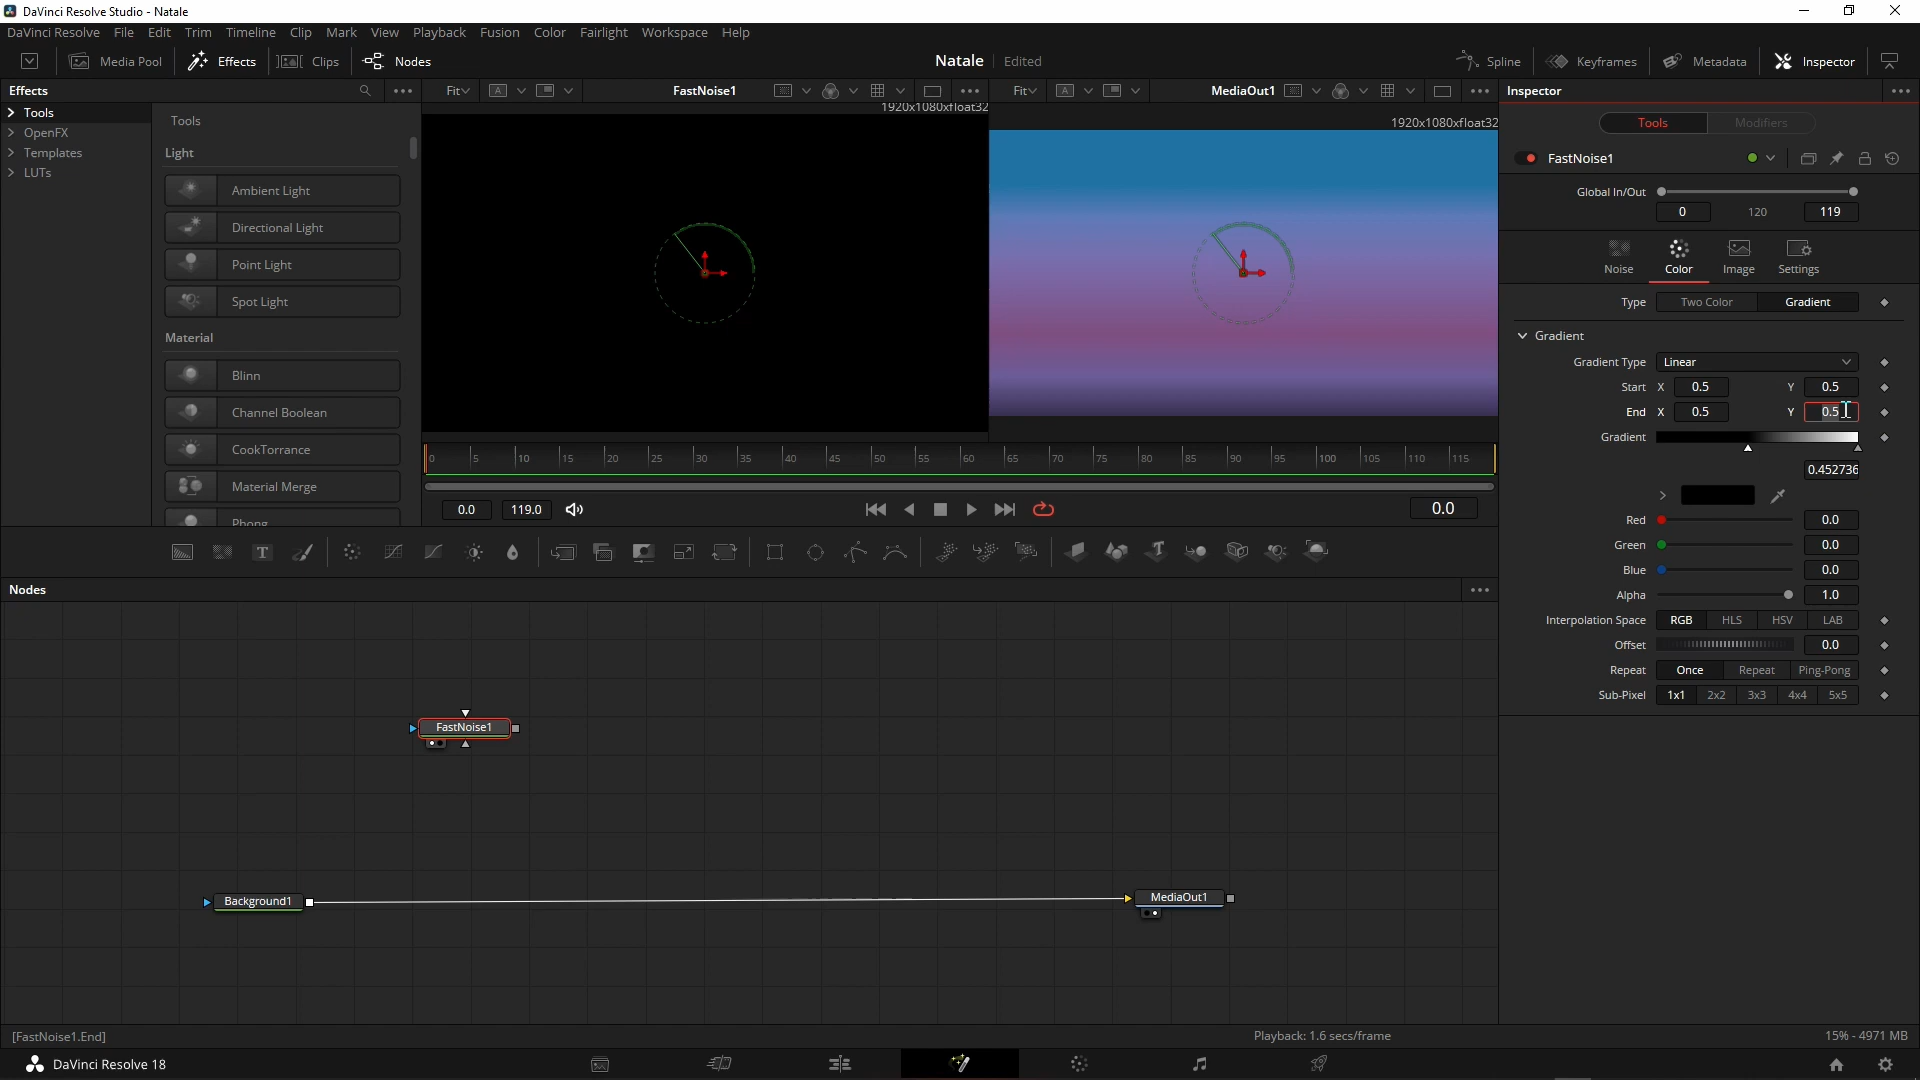 DaVinci Resolve Studio - Natale
DaVinci Resolve File Edit Trim Timeline Clip Mark View Playback Fusion Color Fairlight Workspace Help
Media Pool Effects Clips Nodes Natale Edited Spline Keyframes Metadata Inspector
Effects Fit A FastNoise1 Fit A MediaOut1 Inspector
1920x1080xfloat32
1920x1080xfloat32
Tools
OpenFX
Templates
LUTs
Tools
Light
Ambient Light
Directional Light
Point Light
Spot Light
Material
Blinn
Channel Boolean
CookTorrance
Material Merge
Phong
0 5 10 15 20 25 30 35 40 45 50 55 60 65 70 75 80 85 90 95 100 105 110 115
0.0 119.0 0.0
T T
Nodes
FastNoise1
Background1
MediaOut1
Tools Modifiers
FastNoise1
Global In/Out
0 120 119
Noise Color Image Settings
Type Two Color Gradient
Gradient
Gradient Type Linear
Start X 0.5 Y 0.5
End X 0.5 Y 0.5
Gradient
0.452736
Red 0.0
Green 0.0
Blue 0.0
Alpha 1.0
Interpolation Space RGB HLS HSV LAB
Offset 0.0
Repeat Once Repeat Ping-Pong
Sub-Pixel 1x1 2x2 3x3 4x4 5x5
[FastNoise1.End] Playback: 1.6 secs/frame 15% - 4971 MB
DaVinci Resolve 18